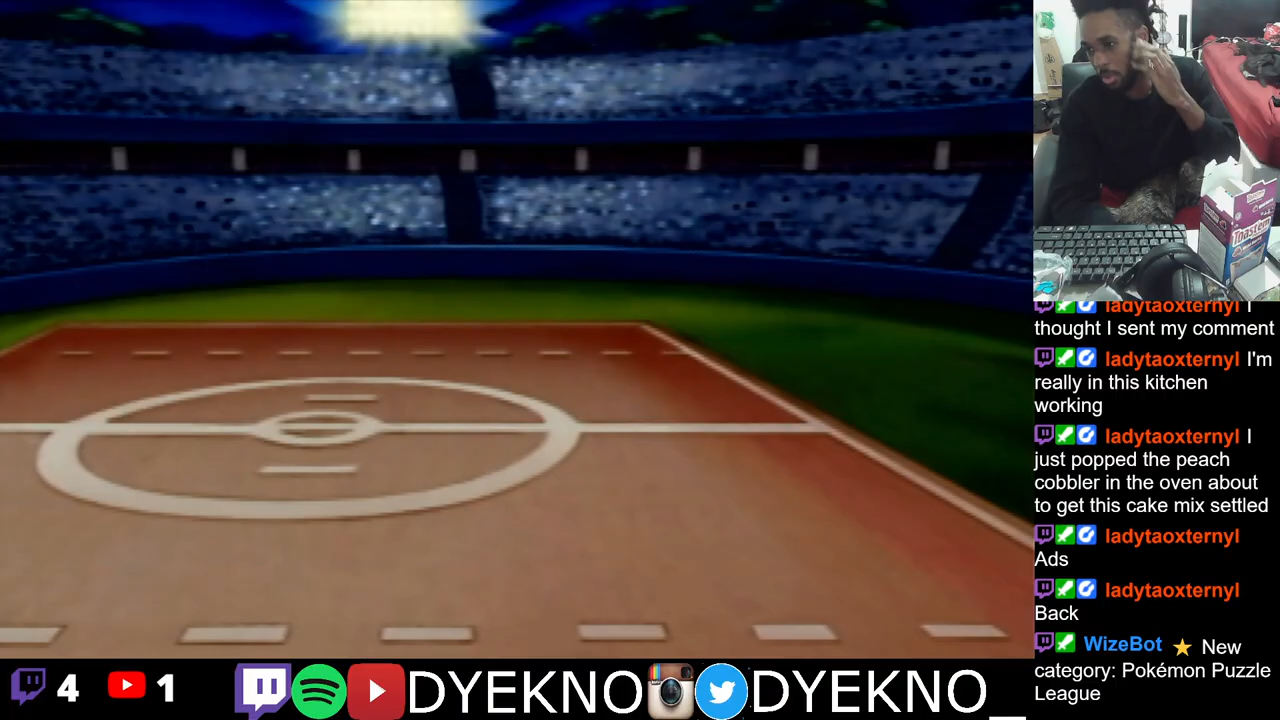 ladytaoxternyl I
thought I sent my comment
ladytaoxternyl I'm
really in this kitchen
working
ladytaoxternyl I
just popped the peach
cobbler in the oven about
to get this cake mix settled
ladytaoxternyl
Ads
ladytaoxternyl
Back
WizeBot ⭐ New
category: Pokémon Puzzle
League
4 1 DYEKNO DYEKNO_